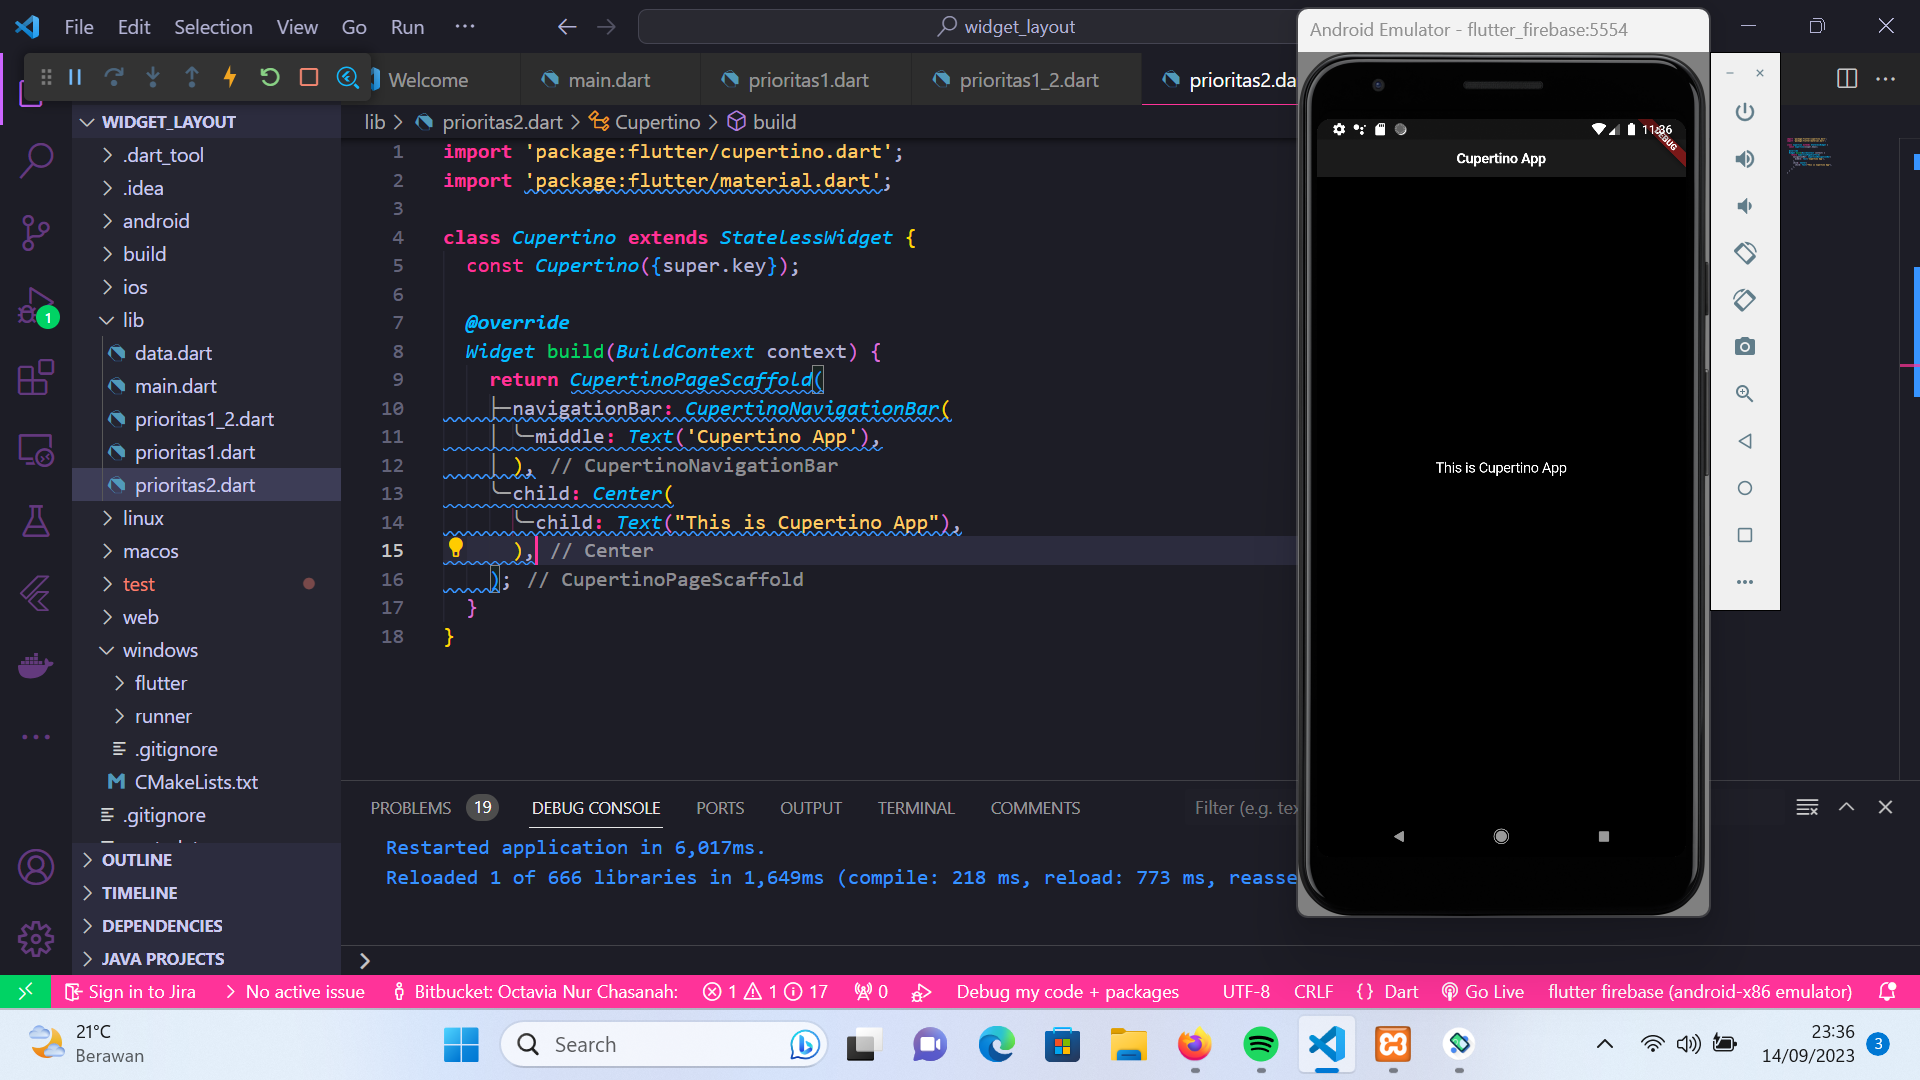 File Edit Selection View Go Run
widget_layout
Android Emulator - flutter_firebase:5554
Welcome
main.dart
prioritas1.dart
prioritas1_2.dart
prioritas2.da
WIDGET_LAYOUT
.dart_tool
.idea
android
build
ios
lib
data.dart
main.dart
prioritas1_2.dart
prioritas1.dart
prioritas2.dart
linux
macos
test
web
windows
flutter
runner
.gitignore
CMakeLists.txt
.gitignore
OUTLINE
TIMELINE
DEPENDENCIES
JAVA PROJECTS
lib > prioritas2.dart > Cupertino > build
1 import 'package:flutter/cupertino.dart';
2 import 'package:flutter/material.dart';
3
4 class Cupertino extends StatelessWidget {
5 const Cupertino({super.key});
6
7 @override
8 Widget build(BuildContext context) {
9 return CupertinoPageScaffold(
10 navigationBar: CupertinoNavigationBar(
11 middle: Text('Cupertino App'),
12 ), // CupertinoNavigationBar
13 child: Center(
14 child: Text("This is Cupertino App"),
15 ), // Center
16 ); // CupertinoPageScaffold
17 }
18 }
11:36
DEBUG
Cupertino App
This is Cupertino App
PROBLEMS 19 DEBUG CONSOLE PORTS OUTPUT TERMINAL COMMENTS
Filter (e.g. tex
Restarted application in 6,017ms.
Reloaded 1 of 666 libraries in 1,649ms (compile: 218 ms, reload: 773 ms, reasse
1
Sign in to Jira No active issue Bitbucket: Octavia Nur Chasanah: 1 1 17 0 Debug my code + packages UTF-8 CRLF {} Dart Go Live flutter firebase (android-x86 emulator)
21°C
Berawan
Search
23:36
14/09/2023
3